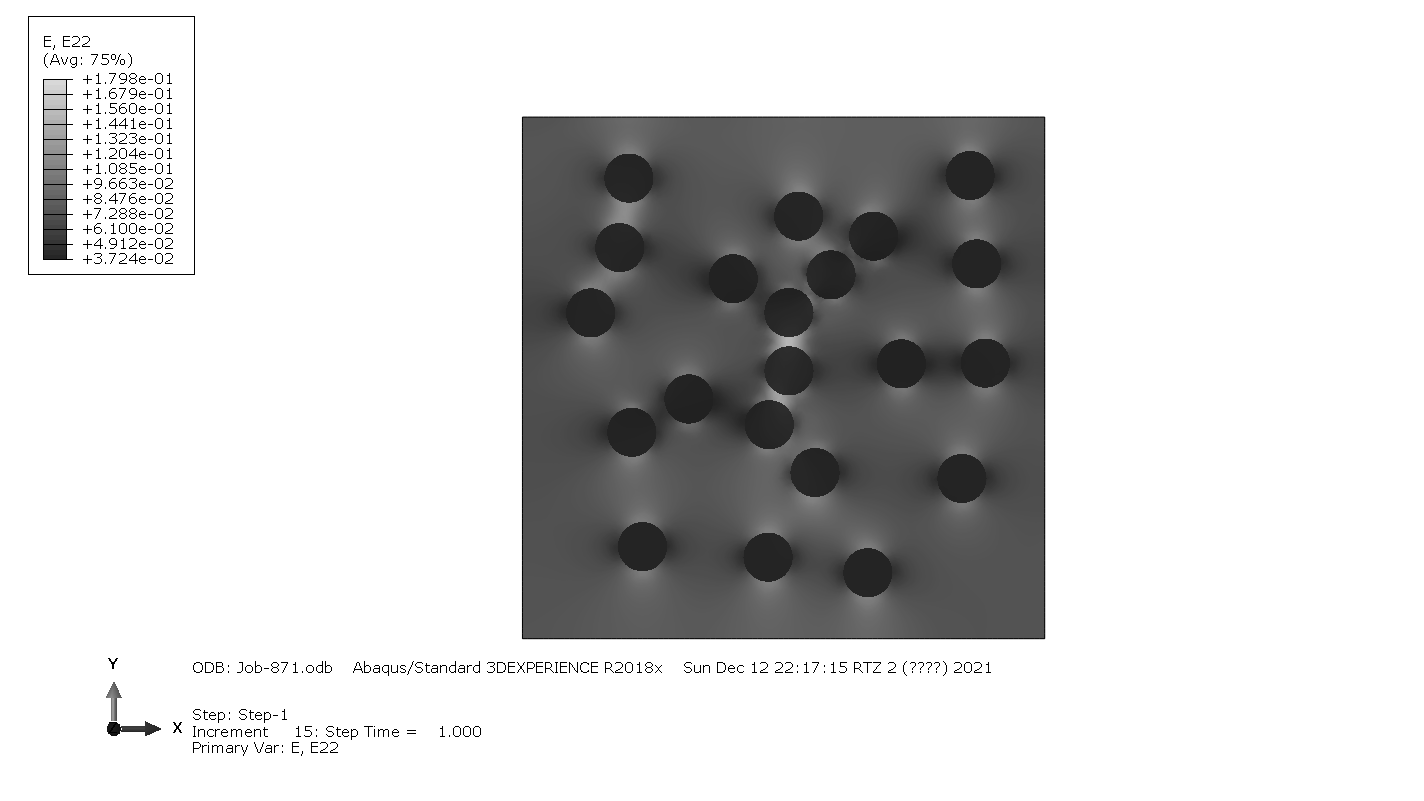 E, E22
(Avg: 75%)
+1.798e-01
+1.679e-01
+1.560e-01
+1.441e-01
+1.323e-01
+1.204e-01
+1.085e-01
+9.663e-02
+8.476e-02
+7.288e-02
+6.100e-02
+4.912e-02
+3.724e-02
Y
X
ODB: Job-871.odb    Abaqus/Standard 3DEXPERIENCE R2018x    Sun Dec 12 22:17:15 RTZ 2 (????) 2021
Step: Step-1
Increment    15: Step Time =    1.000
Primary Var: E, E22